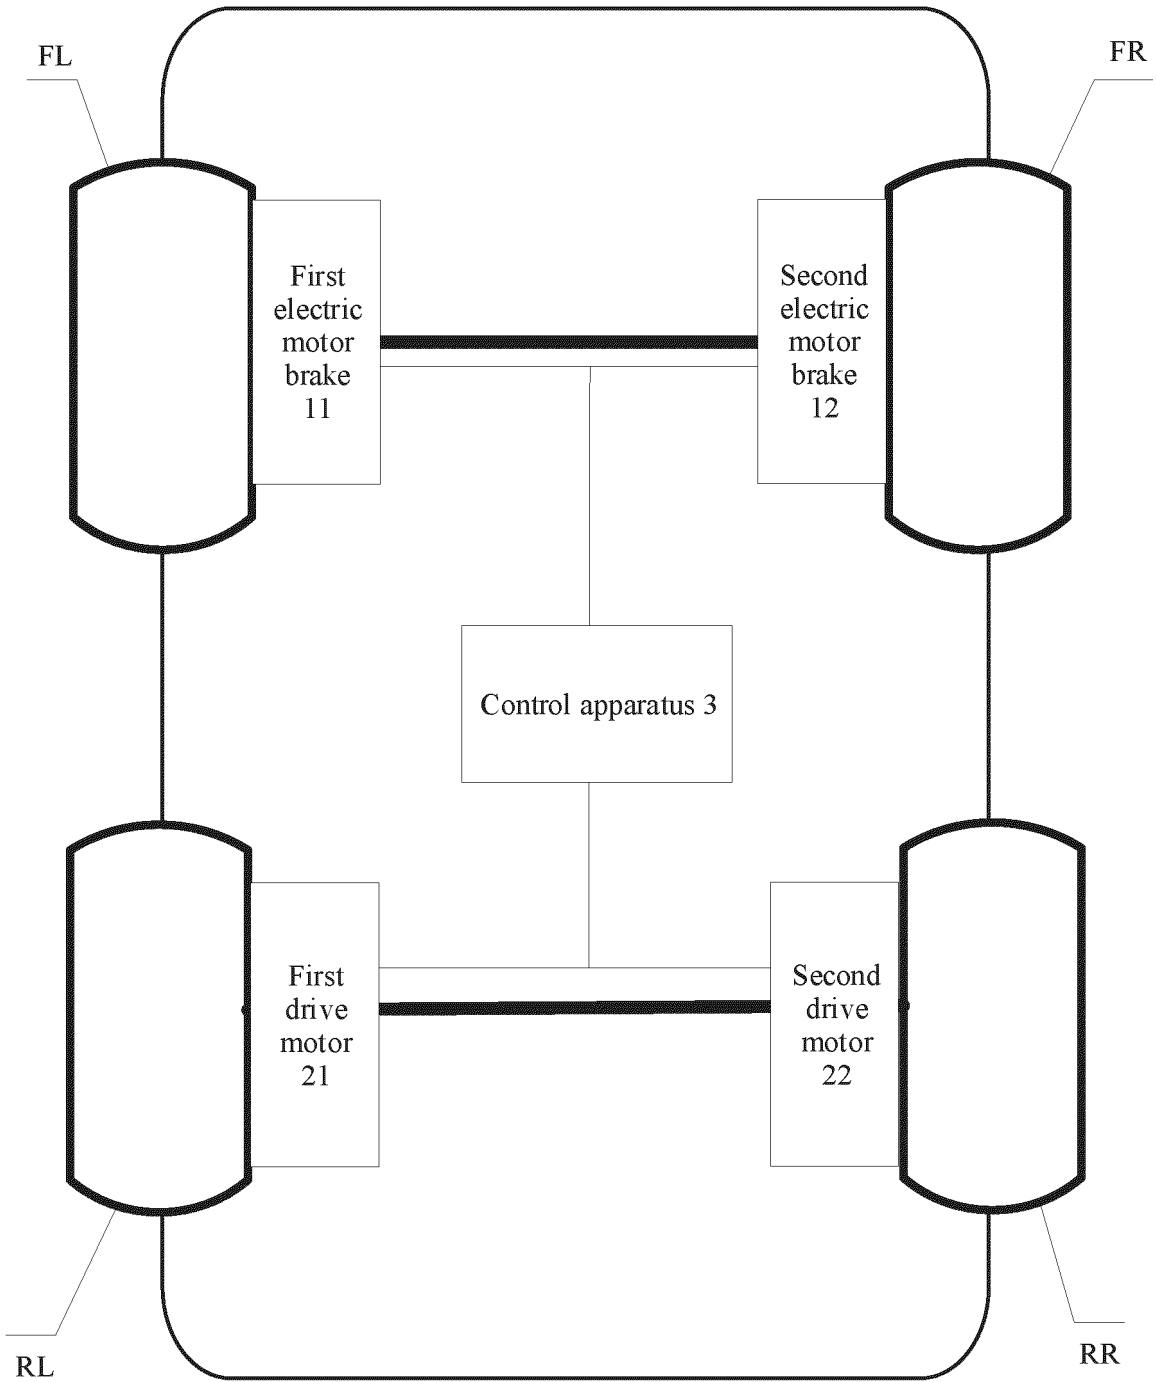 FL
FR
First
electric
motor
brake
11
Second
electric
motor
brake
12
Control apparatus 3
First
drive
motor
21
Second
drive
motor
22
RL
RR